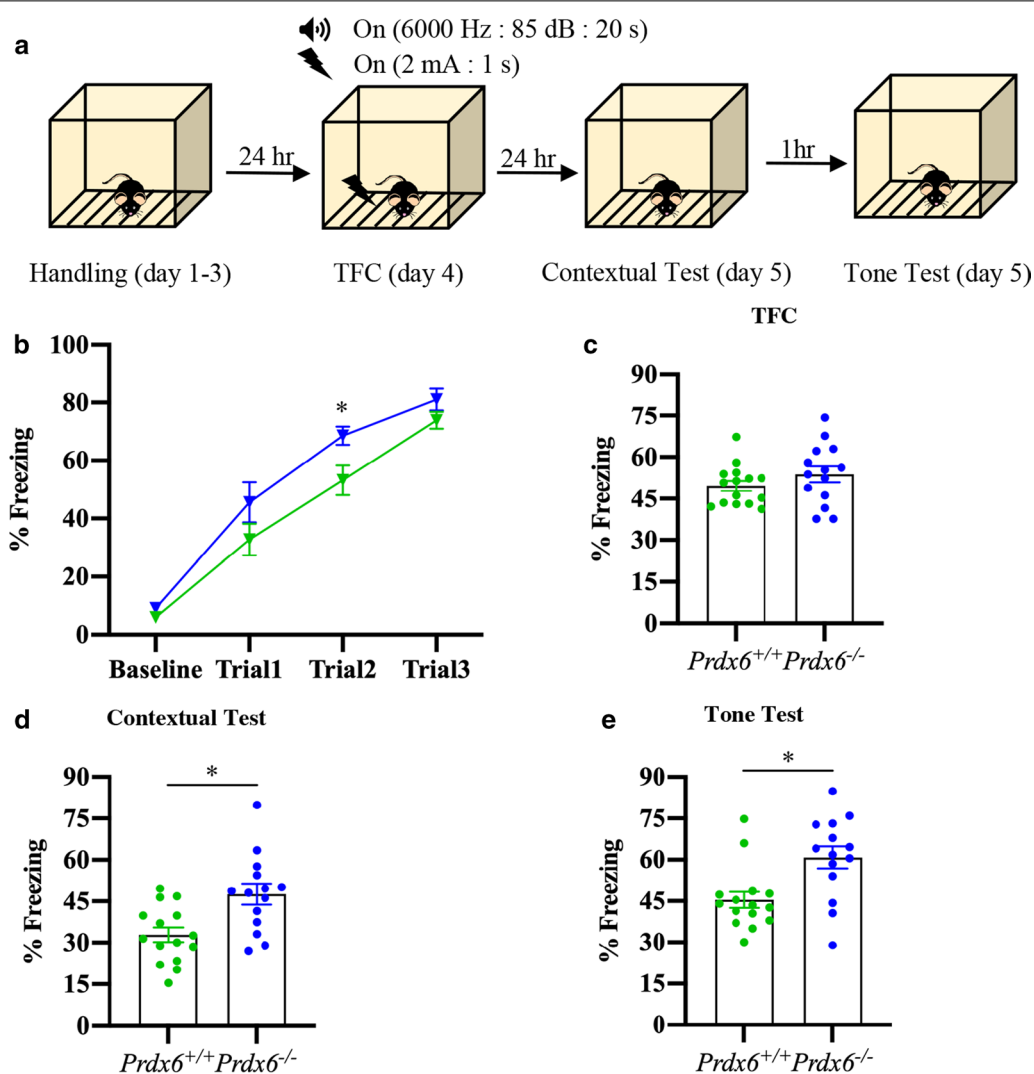 a
On (6000 Hz : 85 dB : 20 s)
On (2 mA : 1 s)
24 hr
24 hr
1hr
Handling (day 1-3)
TFC (day 4)
Contextual Test (day 5)
Tone Test (day 5)
b
% Freezing
100
80
60
40
20
0
*
Baseline Trial1 Trial2 Trial3
c
TFC
% Freezing
90
75
60
45
30
15
0
Prdx6+/+ Prdx6-/-
d
Contextual Test
% Freezing
90
75
60
45
30
15
0
*
Prdx6+/+ Prdx6-/-
e
Tone Test
% Freezing
90
75
60
45
30
15
0
*
Prdx6+/+ Prdx6-/-